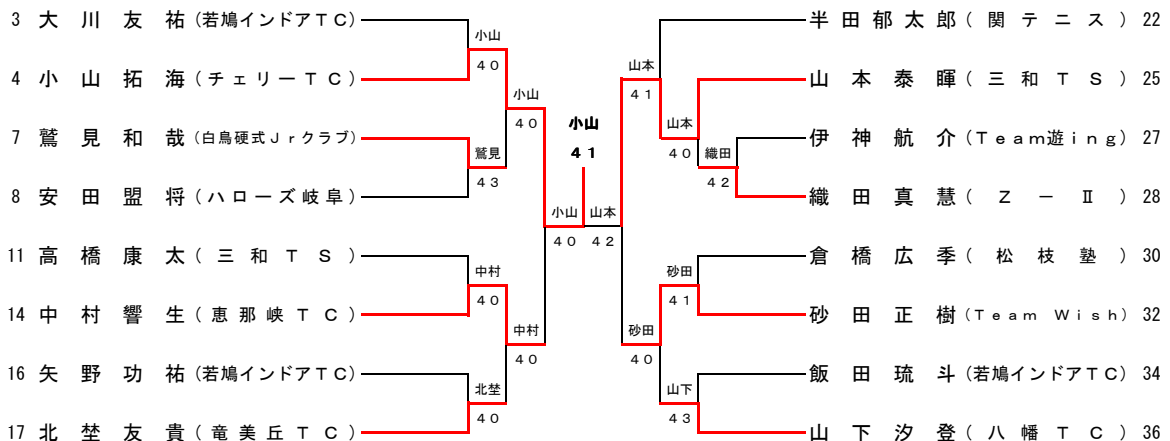 3 大川友祐(若鳩インドアTC)
4 小山拓海(チェリーTC)
7 鷲見和哉(白鳥硬式Jrクラブ)
8 安田盟将(ハローズ岐阜)
11 高橋康太(三和TS)
14 中村響生(恵那峡TC)
16 矢野功祐(若鳩インドアTC)
17 北埜友貴(竜美丘TC)
小山
40
鷲見
43
中村
40
北埜
40
小山
40
中村
40
小山
40
小山
41
山本
42
山本
41
砂田
40
山本
40
織田
42
砂田
41
山下
43
半田郁太郎(関テニス) 22
山本泰暉(三和TS) 25
伊神航介(Team遊ing) 27
織田真慧(Z－Ⅱ) 28
倉橋広季(松枝塾) 30
砂田正樹(Team Wish) 32
飯田琉斗(若鳩インドアTC) 34
山下汐登(八幡TC) 36